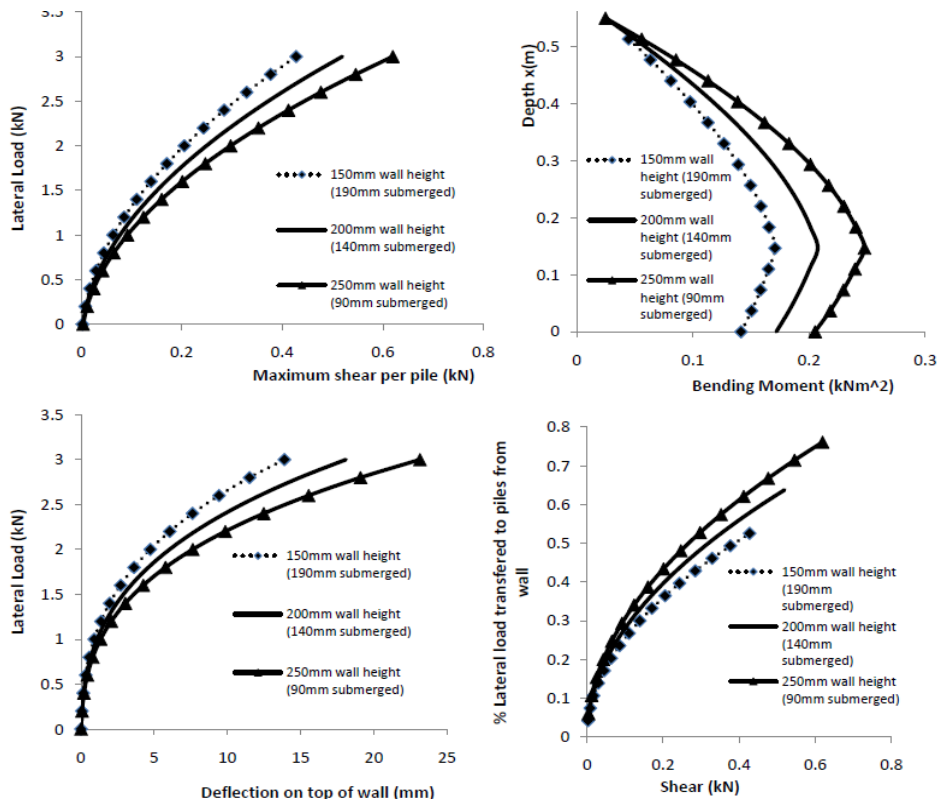 3.5
3
2.5
2
1.5
1
0.5
0
Lateral Load (kN)
150mm wall height
(190mm submerged)
200mm wall height
(140mm submerged)
250mm wall height
(90mm submerged)
0 0.2 0.4 0.6 0.8
Maximum shear per pile (kN)
0.5
0.4
0.3
0.2
0.1
0
Depth x(m)
150mm wall
height
(190mm
submerged)
200mm wall
height (140mm
submerged)
250mm wall
height (90mm
submerged)
0 0.1 0.2 0.3
Bending Moment (kNm^2)
3.5
3
2.5
2
1.5
1
0.5
0
Lateral Load (kN)
150mm wall height
(190mm submerged)
200mm wall height
(140mm submerged)
250mm wall height
(90mm submerged)
0 5 10 15 20 25
Deflection on top of wall (mm)
0.8
0.7
0.6
0.5
0.4
0.3
0.2
0.1
0
% Lateral load transfered to piles from
wall
150mm wall height
(190mm
submerged)
200mm wall height
(140mm
submerged)
250mm wall height
(90mm submerged)
0 0.2 0.4 0.6 0.8
Shear (kN)